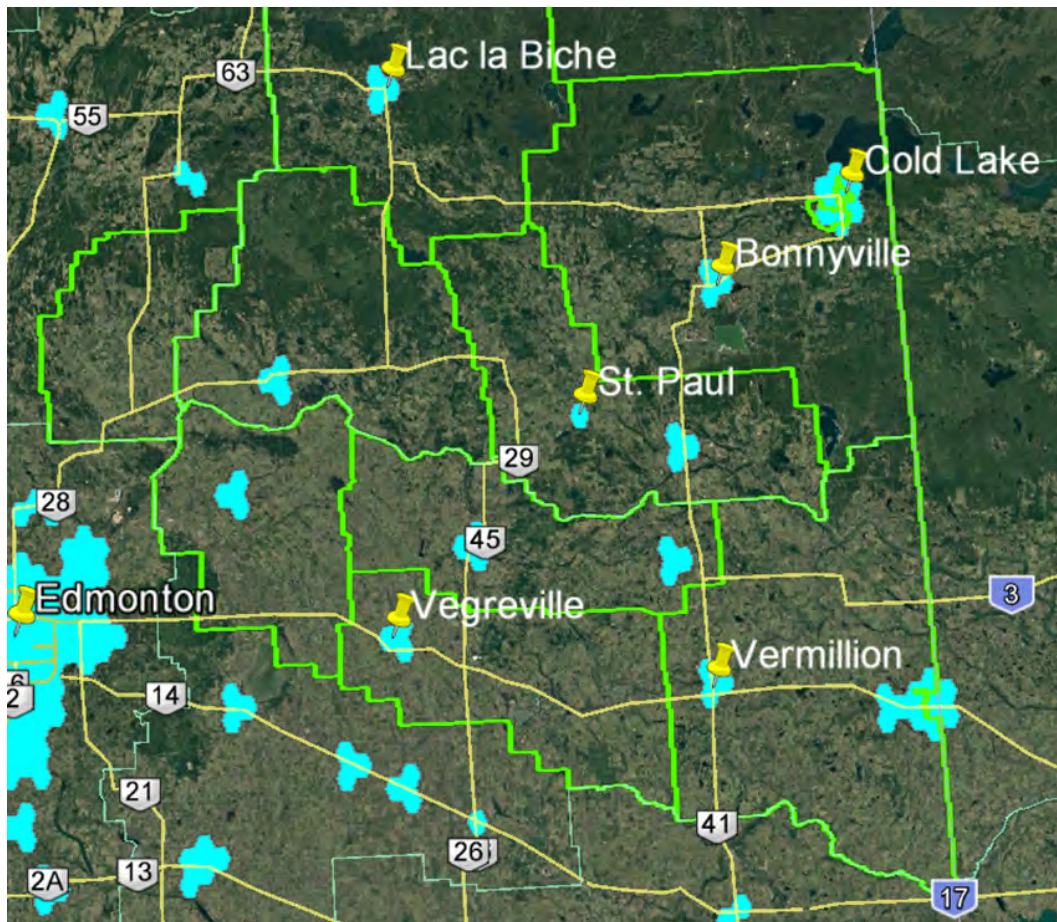 Lac la Biche
63
55
Cold Lake
Bonnyville
St. Paul
29
28
45
Edmonton
3
Vegreville
Vermillion
2
14
21
41
26
13
2A
17